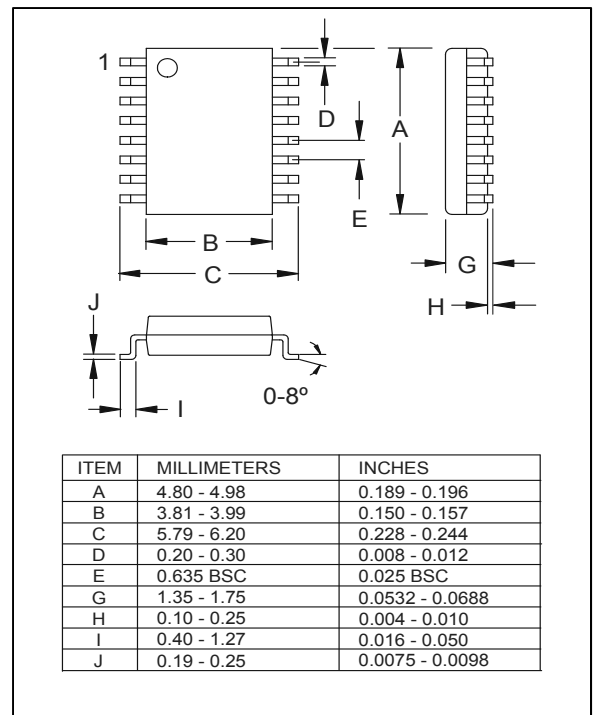 1
D
A
E
B
C
G
H
J
I
0-8º
ITEM MILLIMETERS INCHES
A 4.80 - 4.98 0.189 - 0.196
B 3.81 - 3.99 0.150 - 0.157
C 5.79 - 6.20 0.228 - 0.244
D 0.20 - 0.30 0.008 - 0.012
E 0.635 BSC 0.025 BSC
G 1.35 - 1.75 0.0532 - 0.0688
H 0.10 - 0.25 0.004 - 0.010
I 0.40 - 1.27 0.016 - 0.050
J 0.19 - 0.25 0.0075 - 0.0098